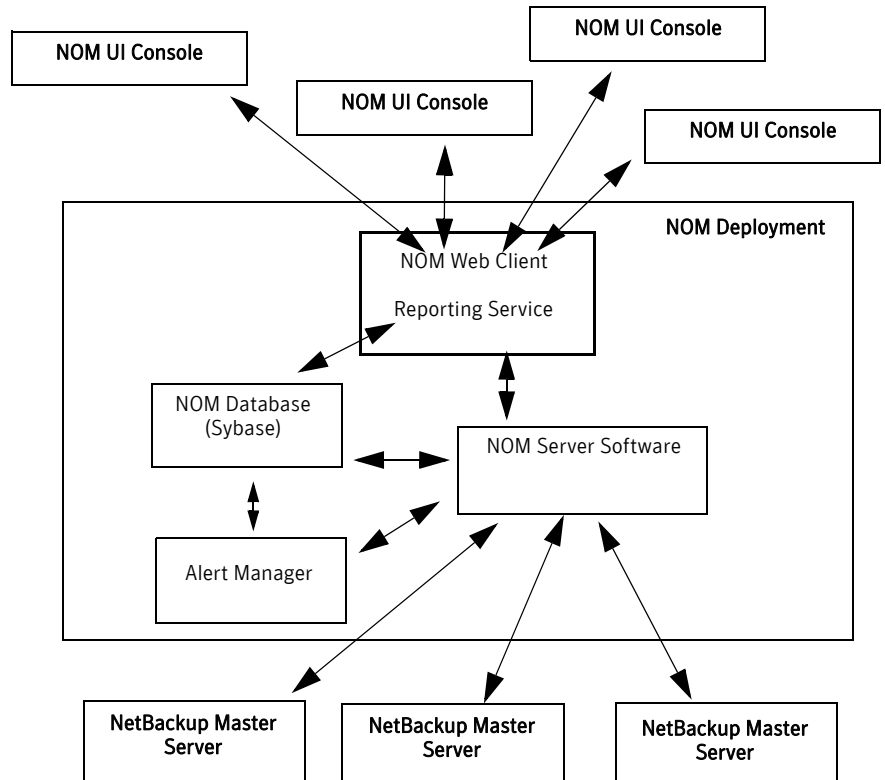 NOM UI Console
NOM UI Console
NOM UI Console
NOM UI Console
NOM Deployment
NOM Web Client
Reporting Service
NOM Database
(Sybase)
NOM Server Software
Alert Manager
NetBackup Master
Server
NetBackup Master
Server
NetBackup Master
Server